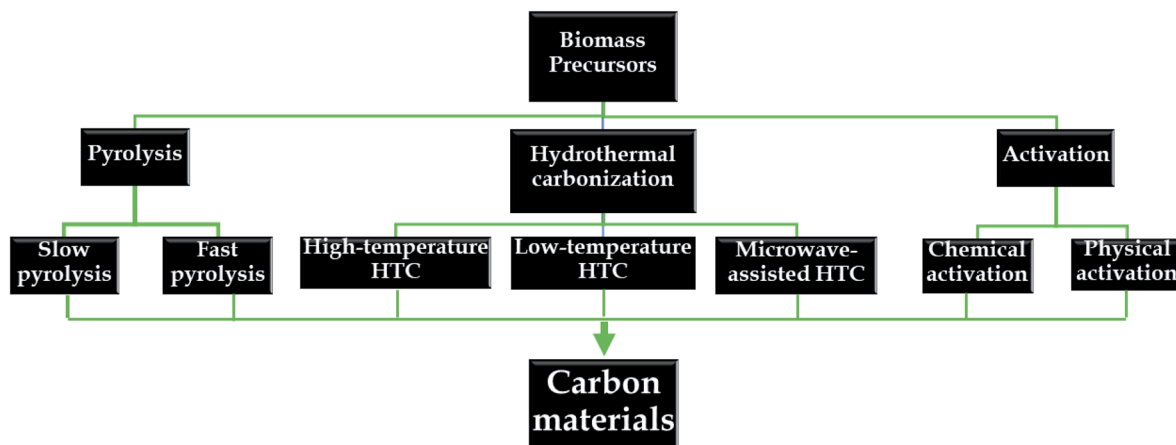 Biomass
Precursors
Pyrolysis
Hydrothermal
carbonization
Activation
Slow
pyrolysis
Fast
pyrolysis
High-temperature
HTC
Low-temperature
HTC
Microwave-
assisted HTC
Chemical
activation
Physical
activation
Carbon
materials